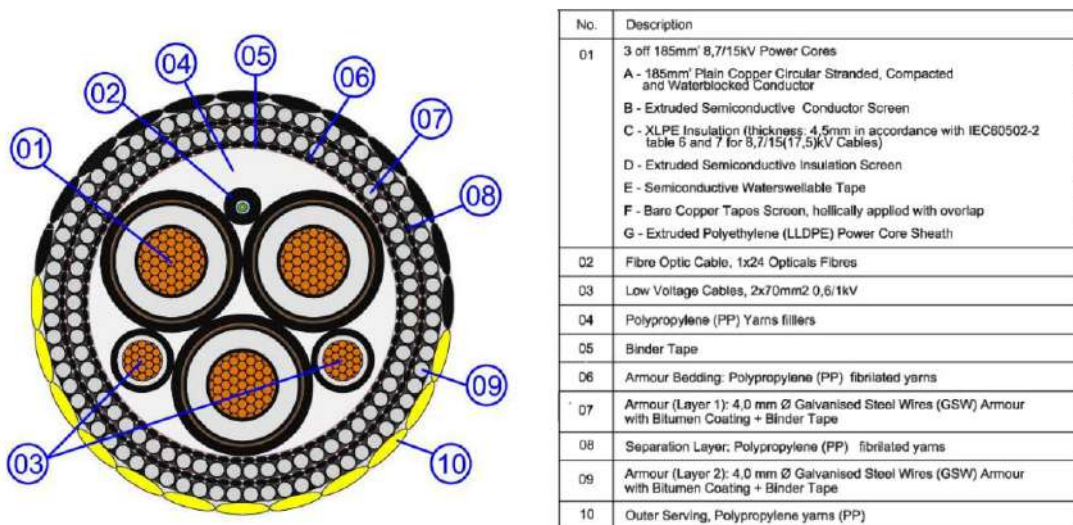 01
02
04
05
06
07
08
09
10
03
No. Description
01 3 off 185mm' 8,7/15kV Power Cores
A - 185mm' Plain Copper Circular Stranded, Compacted
and Waterblocked Conductor
B - Extruded Semiconductive Conductor Screen
C - XLPE Insulation (thickness: 4,5mm in accordance with IEC60502-2
table 6 and 7 for 8,7/15(17,5)kV Cables)
D - Extruded Semiconductive Insulation Screen
E - Semiconductive Waterswellable Tape
F - Bare Copper Tapes Screen, hellically applied with overlap
G - Extruded Polyethylene (LLDPE) Power Core Sheath
02 Fibre Optic Cable, 1x24 Opticals Fibres
03 Low Voltage Cables, 2x70mm2 0,6/1kV
04 Polypropylene (PP) Yarns filllers
05 Binder Tape
06 Armour Bedding: Polypropylene (PP) fibrilated yarns
07 Armour (Layer 1): 4,0 mm Ø Galvanised Steel Wires (GSW) Armour
with Bitumen Coating + Binder Tape
08 Separation Layer: Polypropylene (PP) fibrilated yarns
09 Armour (Layer 2): 4,0 mm Ø Galvanised Steel Wires (GSW) Armour
with Bitumen Coating + Binder Tape
10 Outer Serving, Polypropylene yarns (PP)